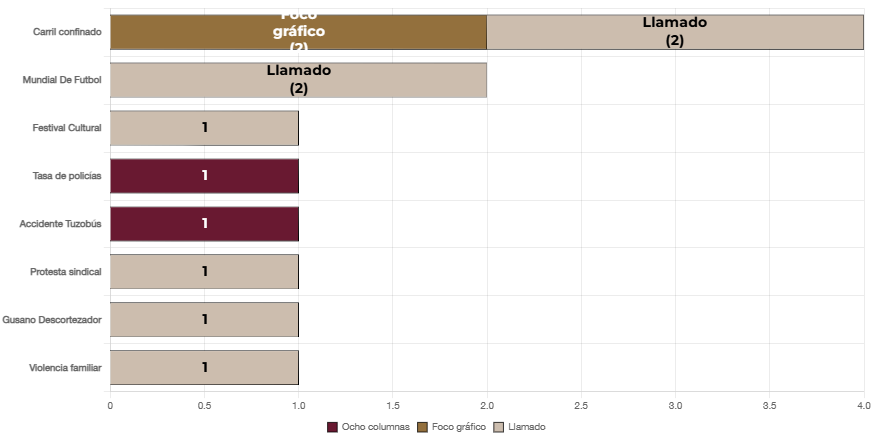 Carril confinado
Foco
gráfico
(2)
Llamado
(2)
Mundial De Futbol
Llamado
(2)
Festival Cultural
1
Tasa de policías
1
Accidente Tuzobús
1
Protesta sindical
1
Gusano Descortezador
1
Violencia familiar
1
0 0.5 1.0 1.5 2.0 2.5 3.0 3.5 4.0
Ocho columnas Foco gráfico Llamado